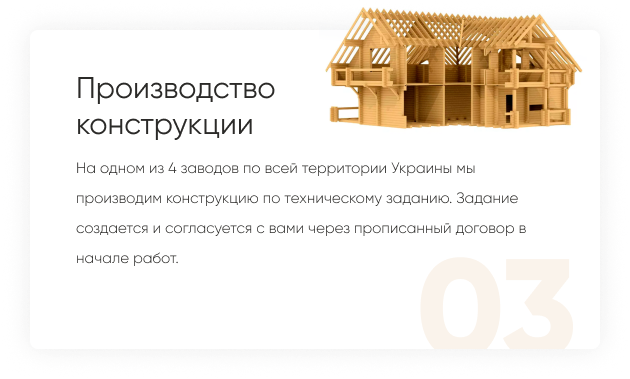 Производство
конструкции
На одном из 4 заводов по всей территории Украины мы
производим конструкцию по техническому заданию. Задание
создается и согласуется с вами через прописанный договор в
начале работ.
03